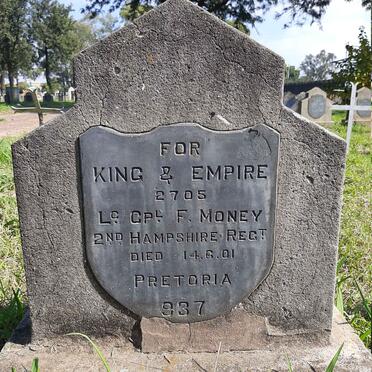 FOR
KING & EMPIRE
2705
LC CPL F. MONEY
2ND HAMPSHIRE REGT
DIED 14.6.01
PRETORIA
937